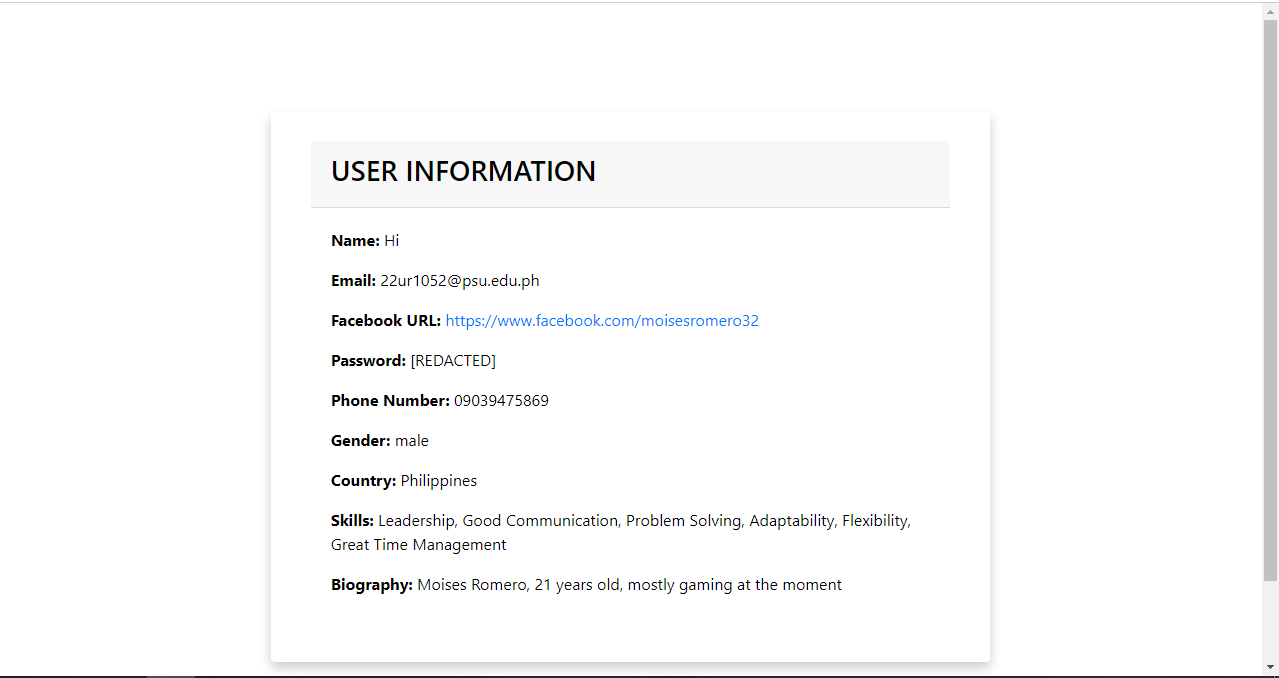 USER INFORMATION
Name: Hi
Email: 22ur1052@psu.edu.ph
Facebook URL: https://www.facebook.com/moisesromero32
Password: [REDACTED]
Phone Number: 09039475869
Gender: male
Country: Philippines
Skills: Leadership, Good Communication, Problem Solving, Adaptability, Flexibility,
Great Time Management
Biography: Moises Romero, 21 years old, mostly gaming at the moment